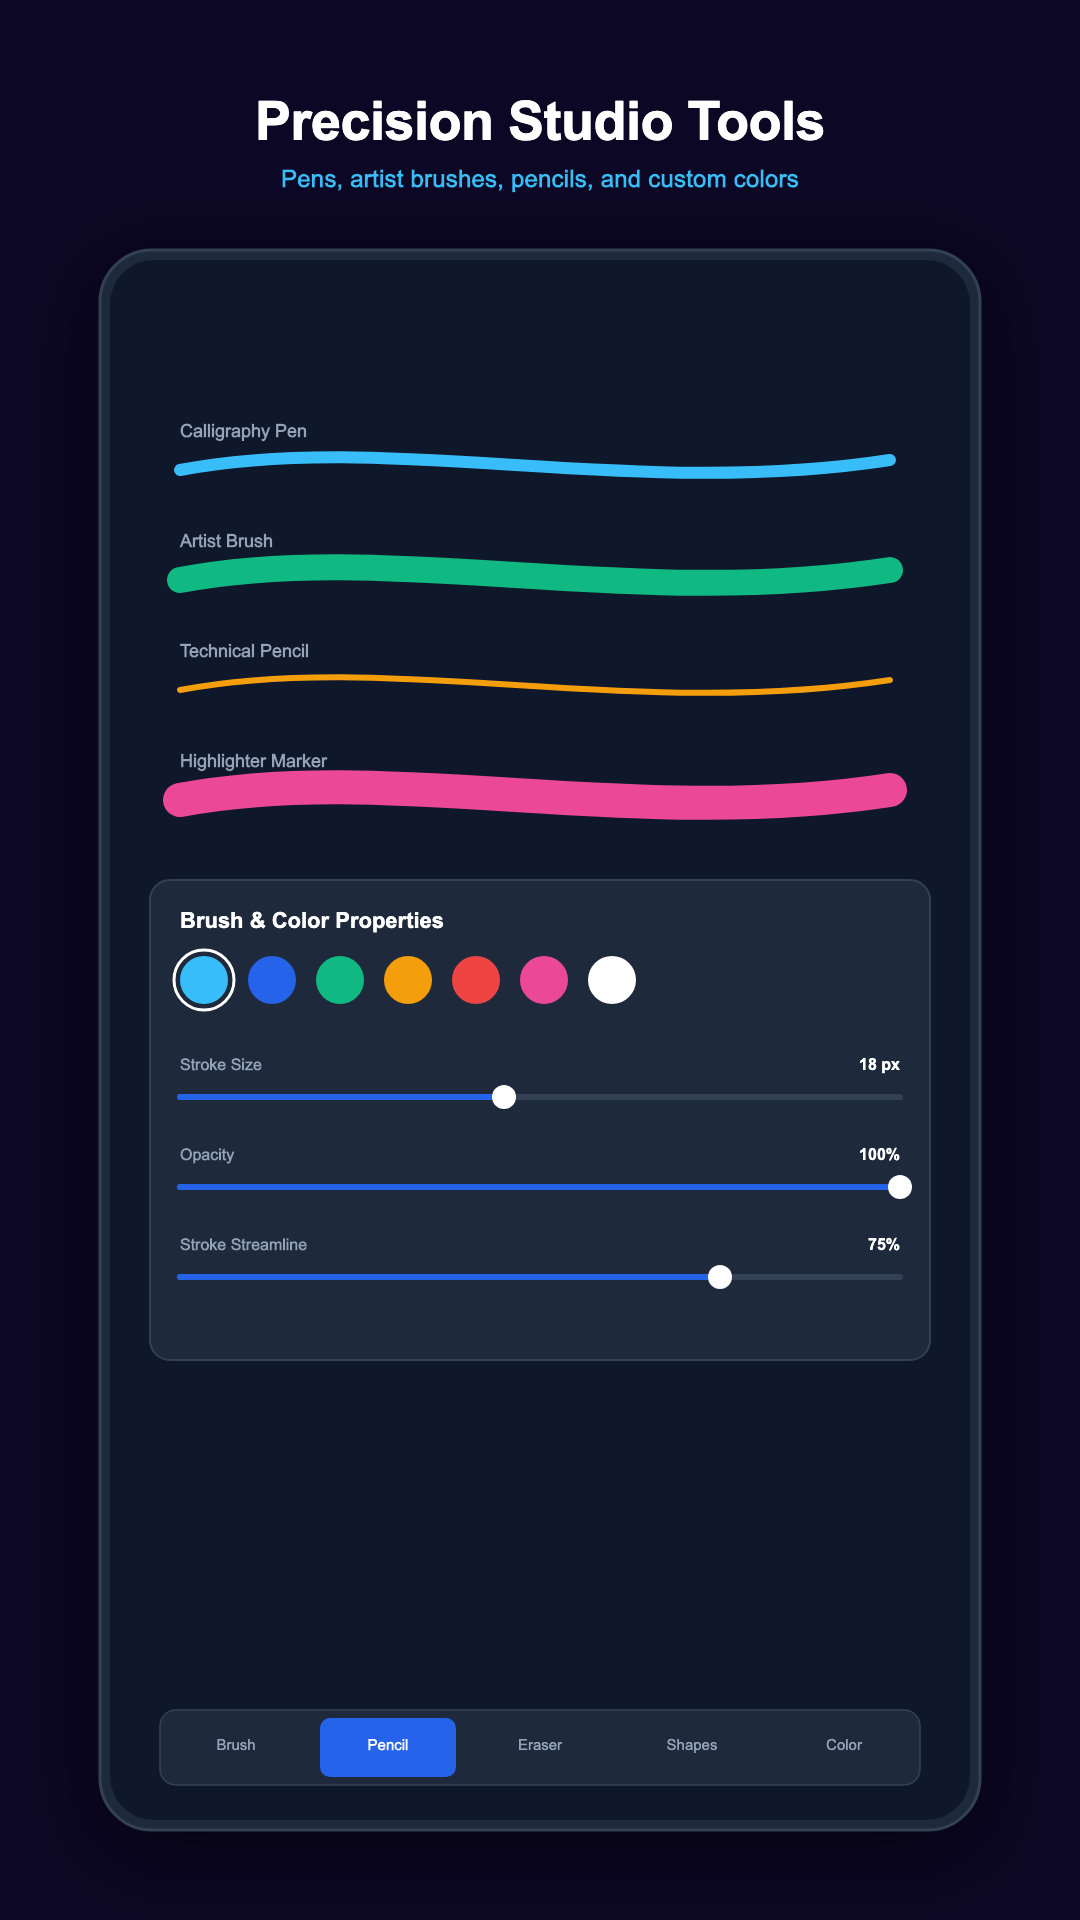 Precision Studio Tools
Pens, artist brushes, pencils, and custom colors
Calligraphy Pen
Artist Brush
Technical Pencil
Highlighter Marker
Brush & Color Properties
Stroke Size 18 px
Opacity 100%
Stroke Streamline 75%
Brush Pencil Eraser Shapes Color